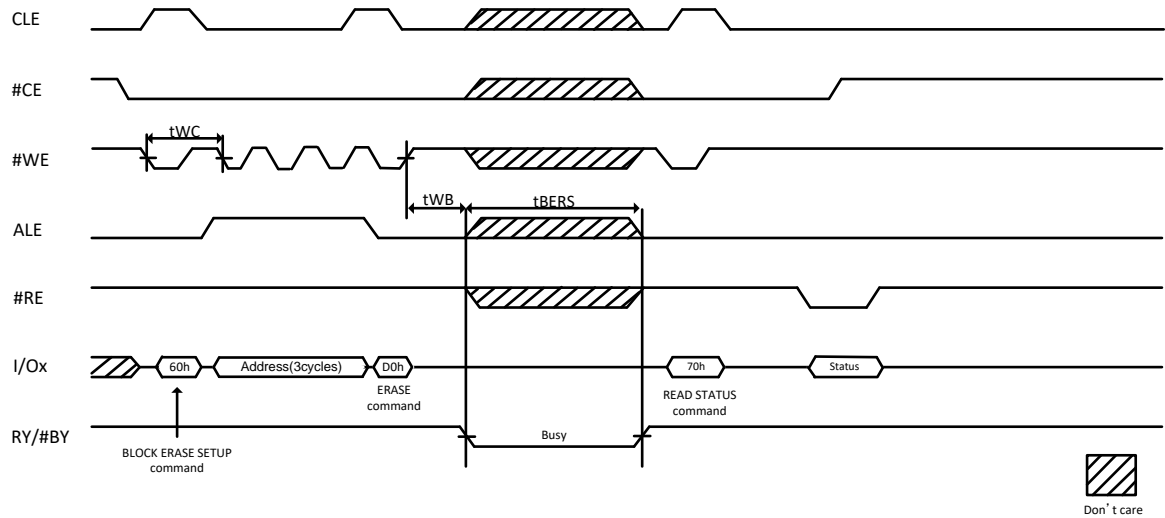 CLE
#CE
tWC
#WE
tWB
tBERS
ALE
#RE
I/Ox
60h
Address(3cycles)
D0h
70h
Status
ERASE
command
READ STATUS
command
RY/#BY
Busy
BLOCK ERASE SETUP
command
Don’t care